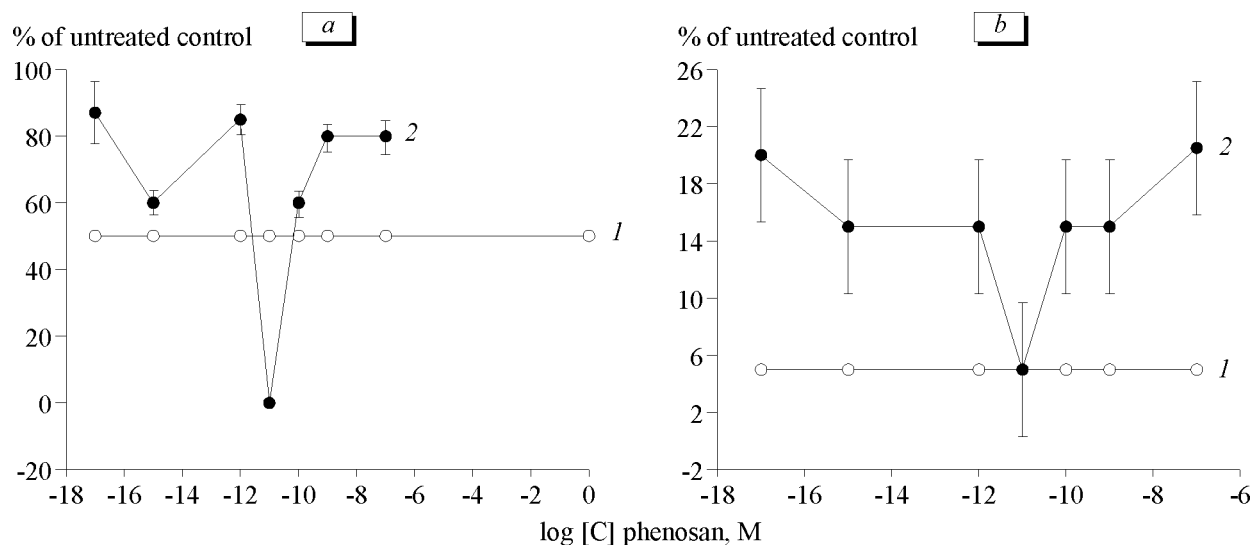 a
% of untreated control
100
80
60
40
20
0
-20
-18 -16 -14 -12 -10 -8 -6 -4 -2 0
2
1
b
% of untreated control
26
22
18
14
10
6
2
-2
-18 -16 -14 -12 -10 -8 -6
2
1
log [C] phenosan, M